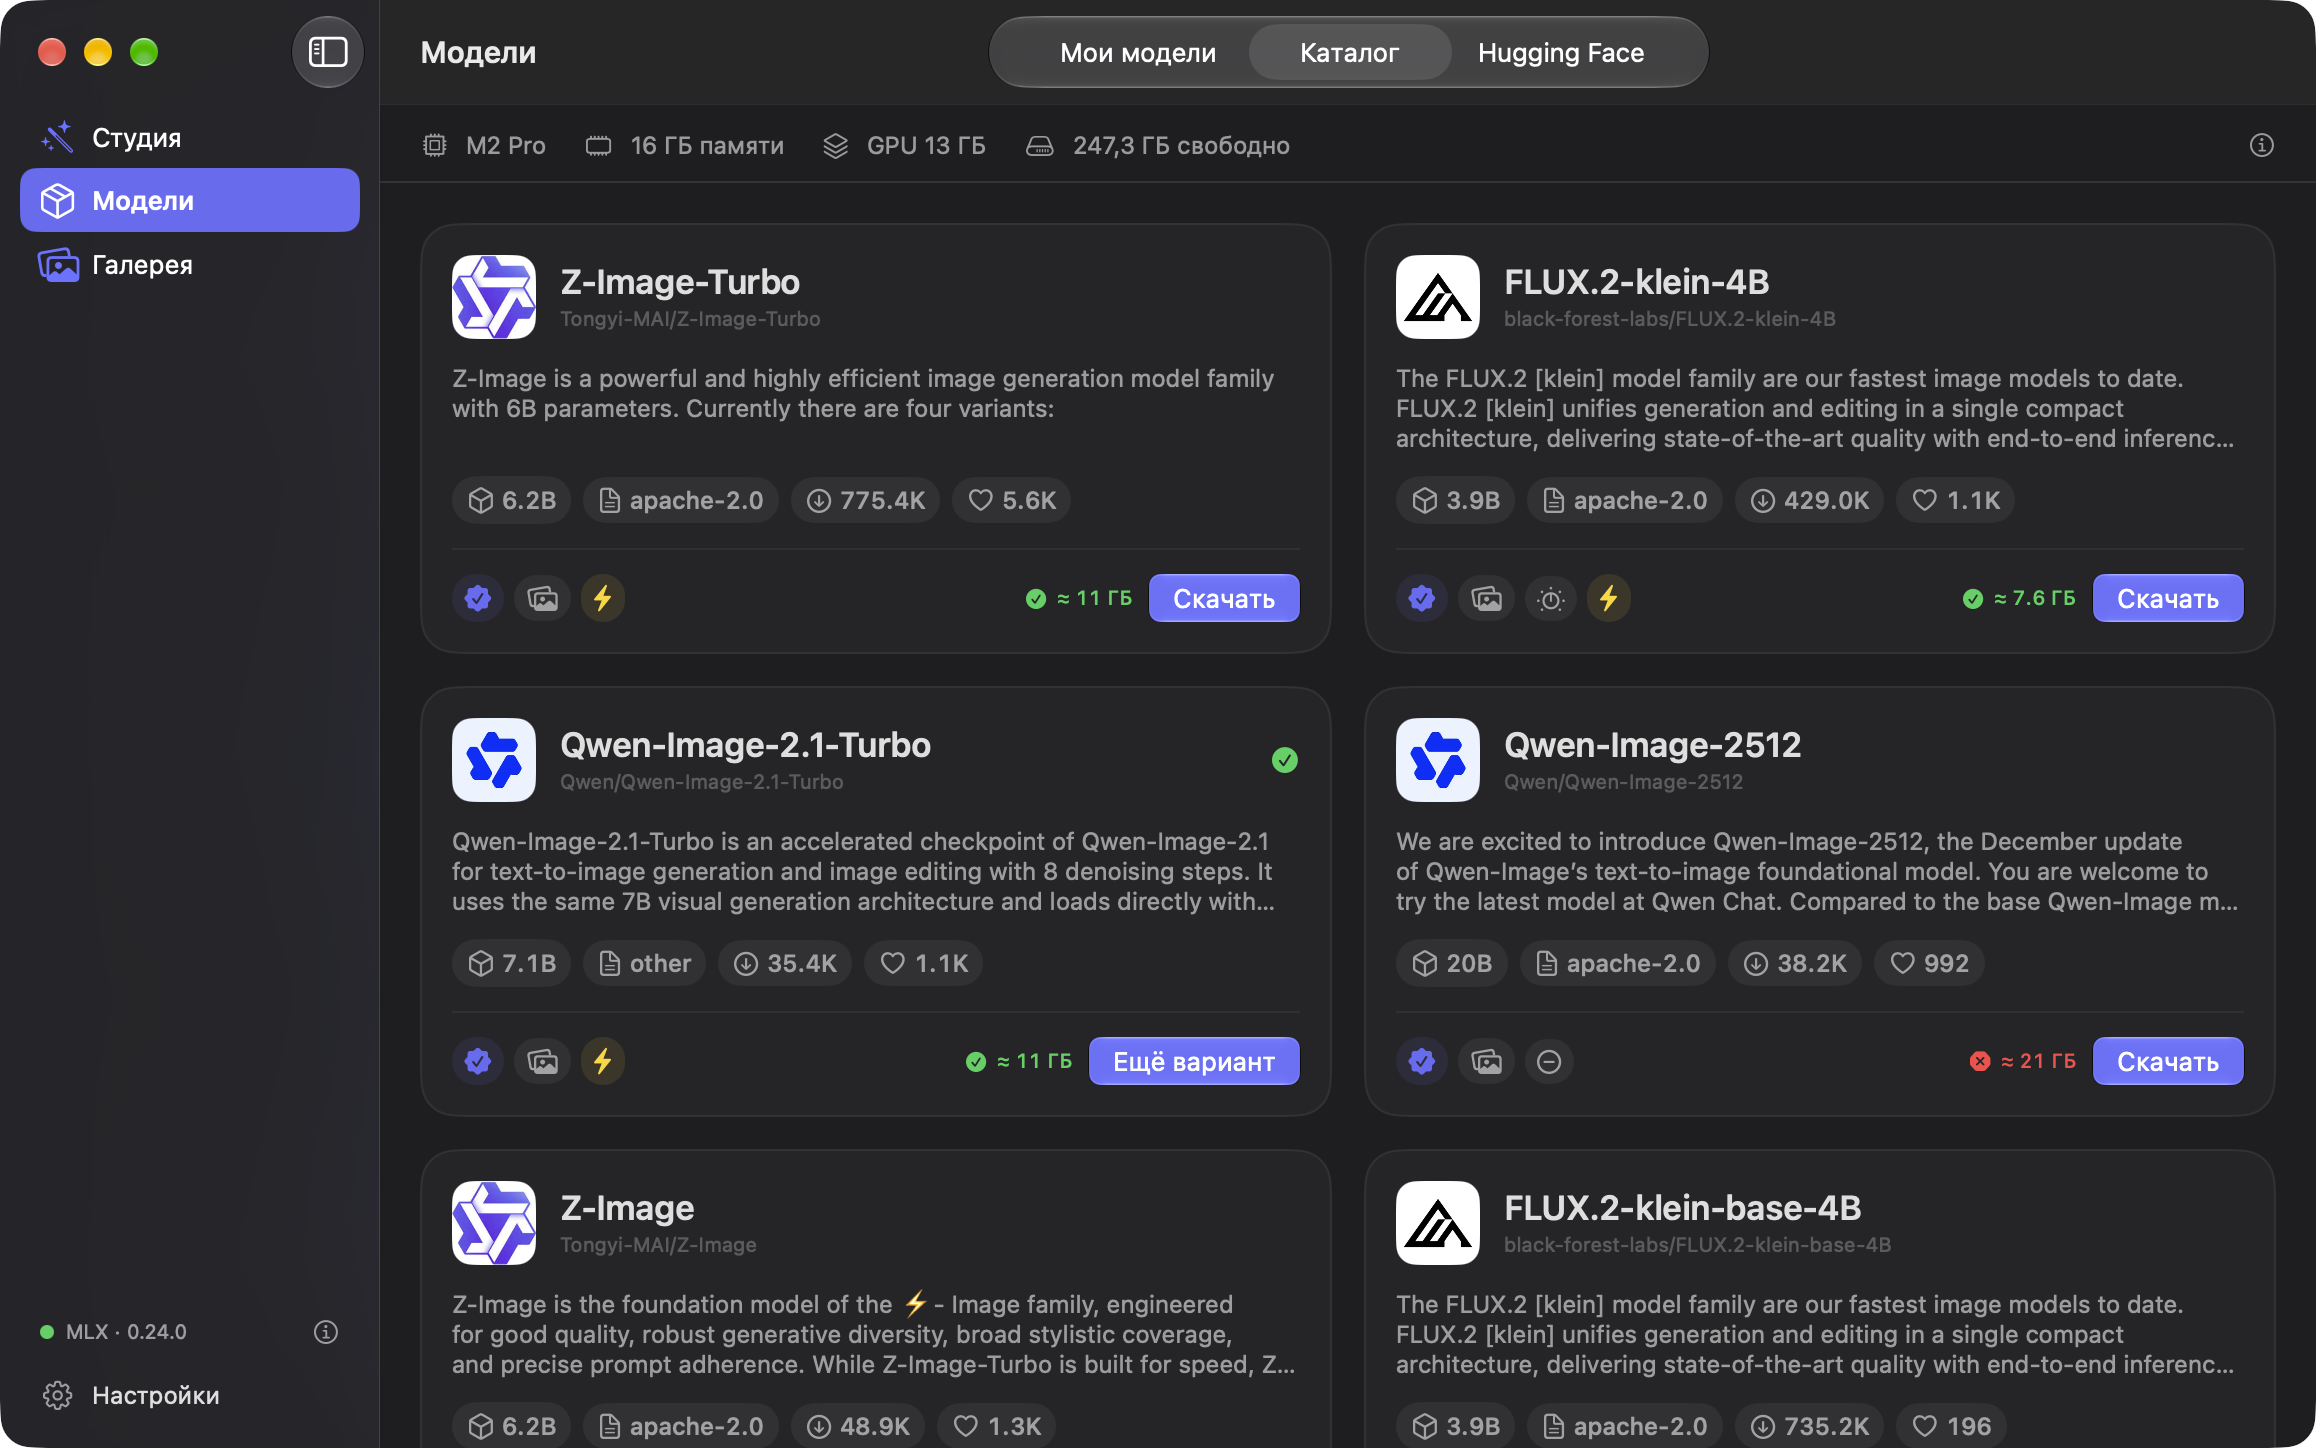 Модели
Мои модели
Каталог
Hugging Face
Студия
Модели
Галерея
M2 Pro
16 ГБ памяти
GPU 13 ГБ
247,3 ГБ свободно
Z-Image-Turbo
Tongyi-MAI/Z-Image-Turbo
Z-Image is a powerful and highly efficient image generation model family
with 6B parameters. Currently there are four variants:
6.2B
apache-2.0
775.4K
5.6K
≈ 11 ГБ
Скачать
FLUX.2-klein-4B
black-forest-labs/FLUX.2-klein-4B
The FLUX.2 [klein] model family are our fastest image models to date.
FLUX.2 [klein] unifies generation and editing in a single compact
architecture, delivering state-of-the-art quality with end-to-end inferenc...
3.9B
apache-2.0
429.0K
1.1K
≈ 7.6 ГБ
Скачать
Qwen-Image-2.1-Turbo
Qwen/Qwen-Image-2.1-Turbo
Qwen-Image-2.1-Turbo is an accelerated checkpoint of Qwen-Image-2.1
for text-to-image generation and image editing with 8 denoising steps. It
uses the same 7B visual generation architecture and loads directly with...
7.1B
other
35.4K
1.1K
≈ 11 ГБ
Ещё вариант
Qwen-Image-2512
Qwen/Qwen-Image-2512
We are excited to introduce Qwen-Image-2512, the December update
of Qwen-Image’s text-to-image foundational model. You are welcome to
try the latest model at Qwen Chat. Compared to the base Qwen-Image m...
20B
apache-2.0
38.2K
992
≈ 21 ГБ
Скачать
Z-Image
Tongyi-MAI/Z-Image
Z-Image is the foundation model of the ⚡ - Image family, engineered
for good quality, robust generative diversity, broad stylistic coverage,
and precise prompt adherence. While Z-Image-Turbo is built for speed, Z...
6.2B
apache-2.0
48.9K
1.3K
FLUX.2-klein-base-4B
black-forest-labs/FLUX.2-klein-base-4B
The FLUX.2 [klein] model family are our fastest image models to date.
FLUX.2 [klein] unifies generation and editing in a single compact
architecture, delivering state-of-the-art quality with end-to-end inferenc...
3.9B
apache-2.0
735.2K
196
MLX · 0.24.0
Настройки